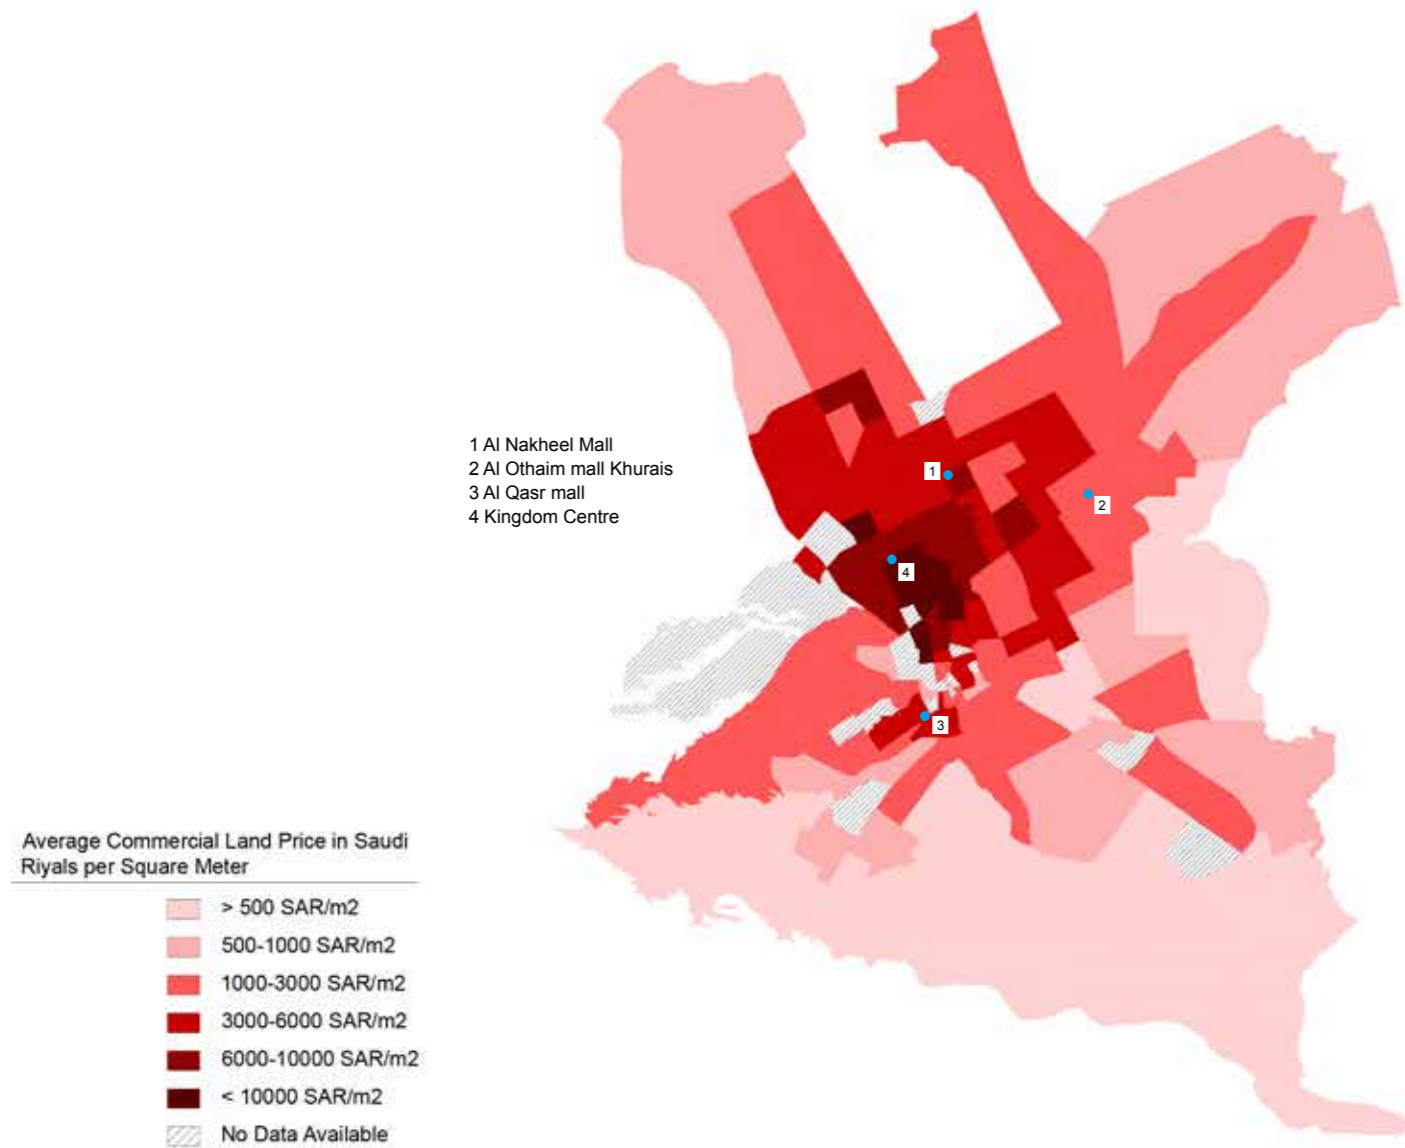 1 Al Nakheel Mall
2 Al Othaim mall Khurais
3 Al Qasr mall
4 Kingdom Centre
1
2
4
3
Average Commercial Land Price in Saudi
Riyals per Square Meter
> 500 SAR/m2
500-1000 SAR/m2
1000-3000 SAR/m2
3000-6000 SAR/m2
6000-10000 SAR/m2
< 10000 SAR/m2
No Data Available